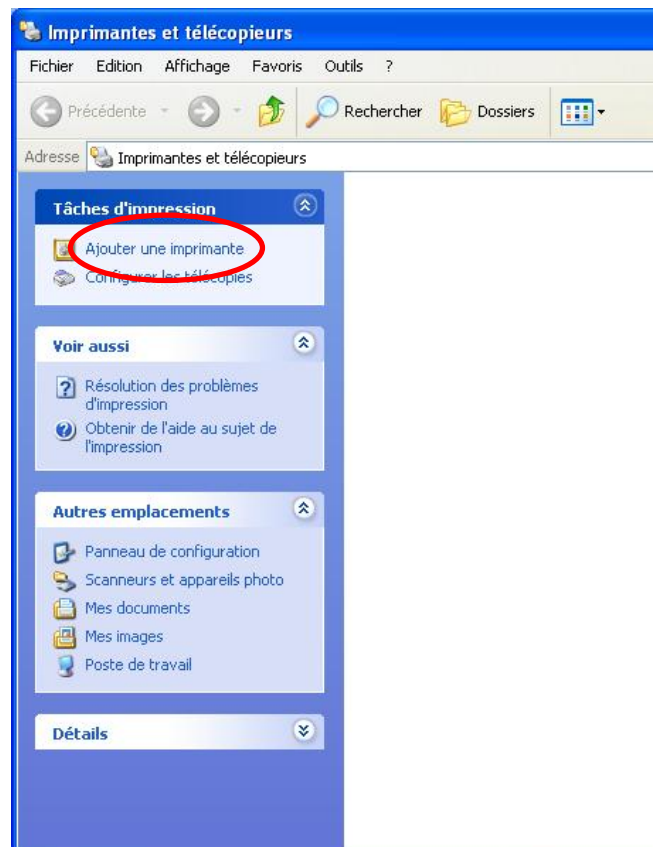 Imprimantes et télécopieurs
Fichier Edition Affichage Favoris Outils ?
Précédente Rechercher Dossiers
Adresse Imprimantes et télécopieurs
Tâches d'impression
Ajouter une imprimante
Configurer les télécopies
Voir aussi
Résolution des problèmes
d'impression
Obtenir de l'aide au sujet de
l'impression
Autres emplacements
Panneau de configuration
Scanneurs et appareils photo
Mes documents
Mes images
Poste de travail
Détails